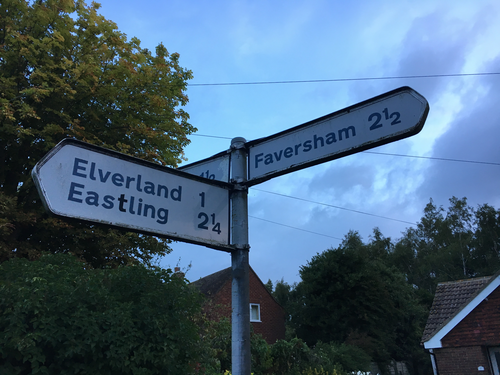 Elverland 1
Eastling 2¼
Faversham 2½